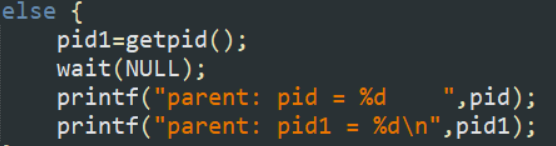 else {
    pid1=getpid();
    wait(NULL);
    printf("parent: pid = %d    ",pid);
    printf("parent: pid1 = %d\n",pid1);